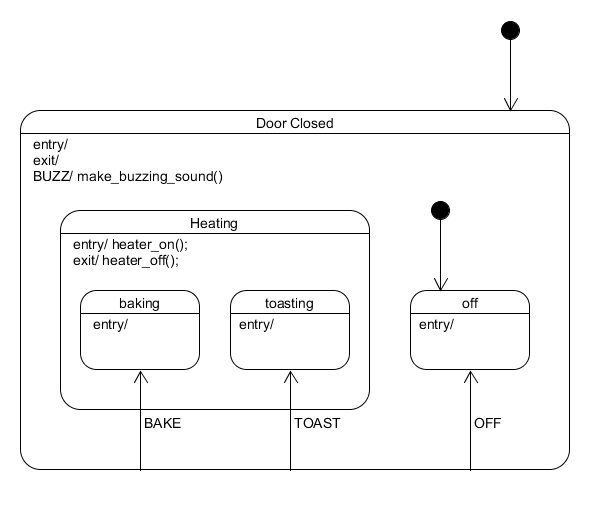 Door Closed
entry/
exit/
BUZZ/ make_buzzing_sound()
Heating
entry/ heater_on();
exit/ heater_off();
baking
entry/
toasting
entry/
off
entry/
BAKE
TOAST
OFF